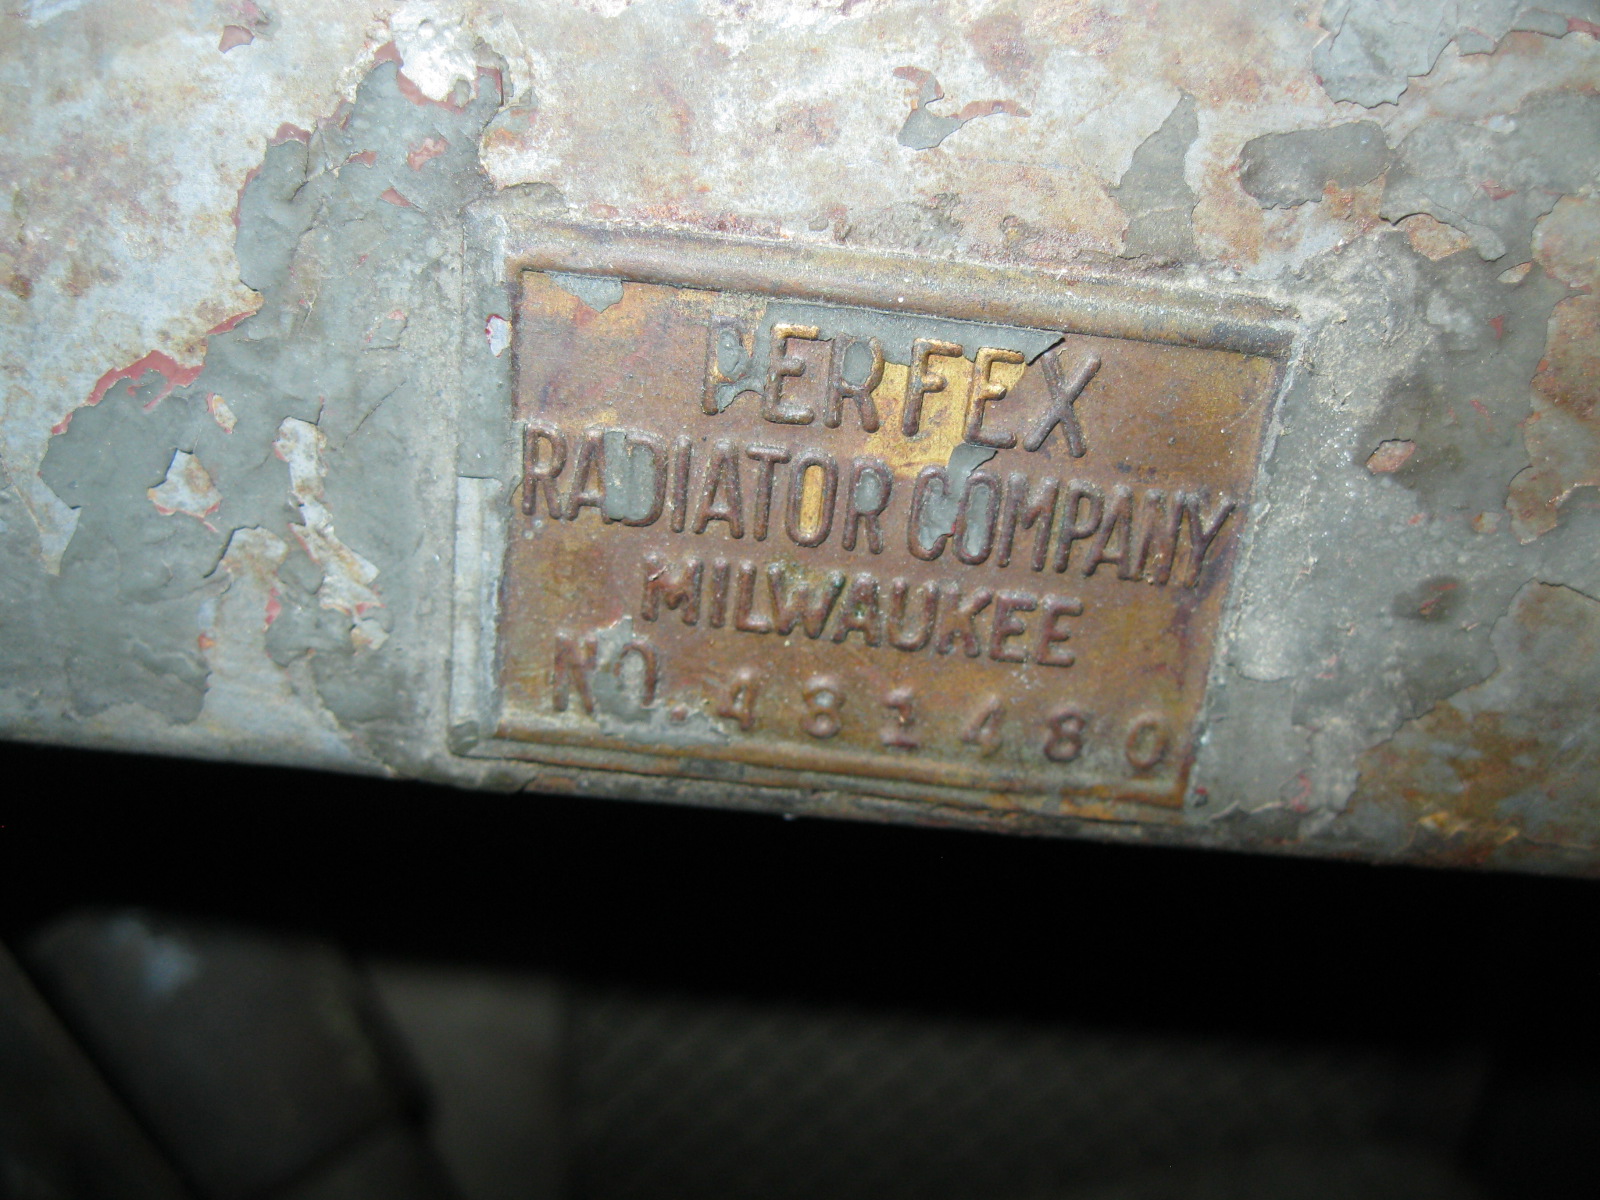 PERFEX
RADIATOR COMPANY
MILWAUKEE
NO. 481480